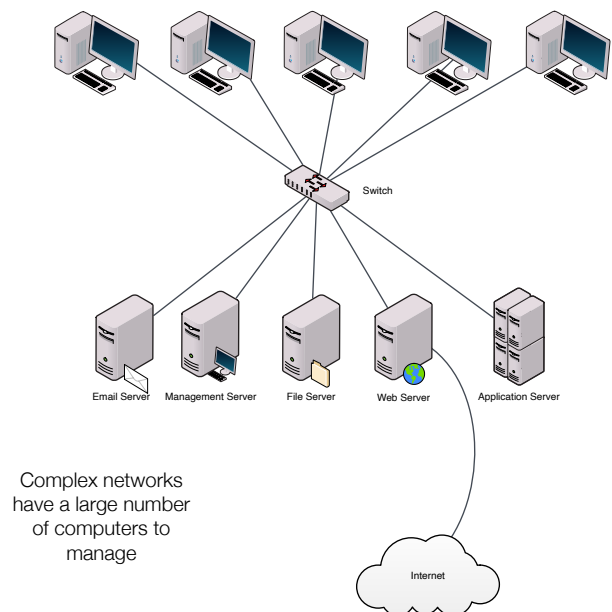 Switch
Email Server
Management Server
File Server
Web Server
Application Server
Complex networks
have a large number
of computers to
manage
Internet